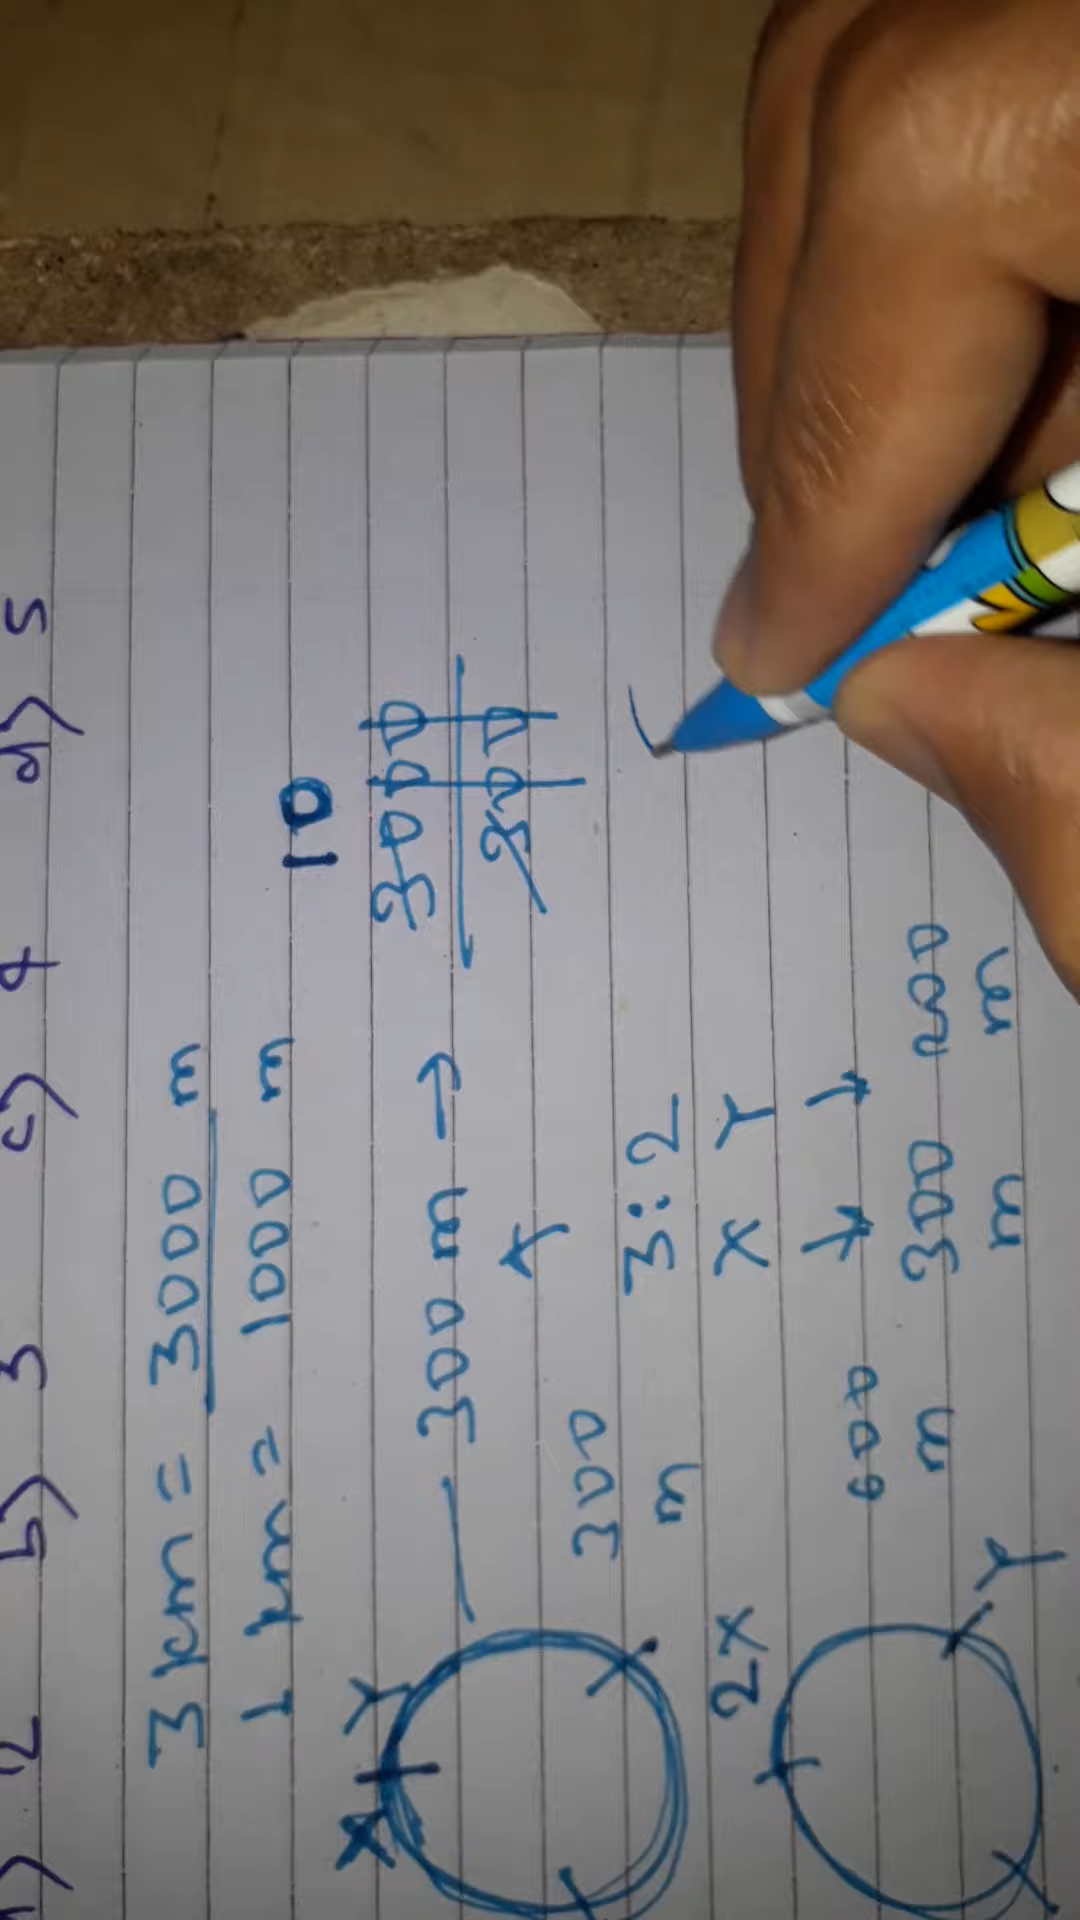 a) 2 b) 3 c) 4 d) 5
3 km = 3000 m
1 km = 1000 m
10
X Y
300 m →
3000
300
300
m
3 : 2
2X
X Y
600
m
300 200
m m
Y